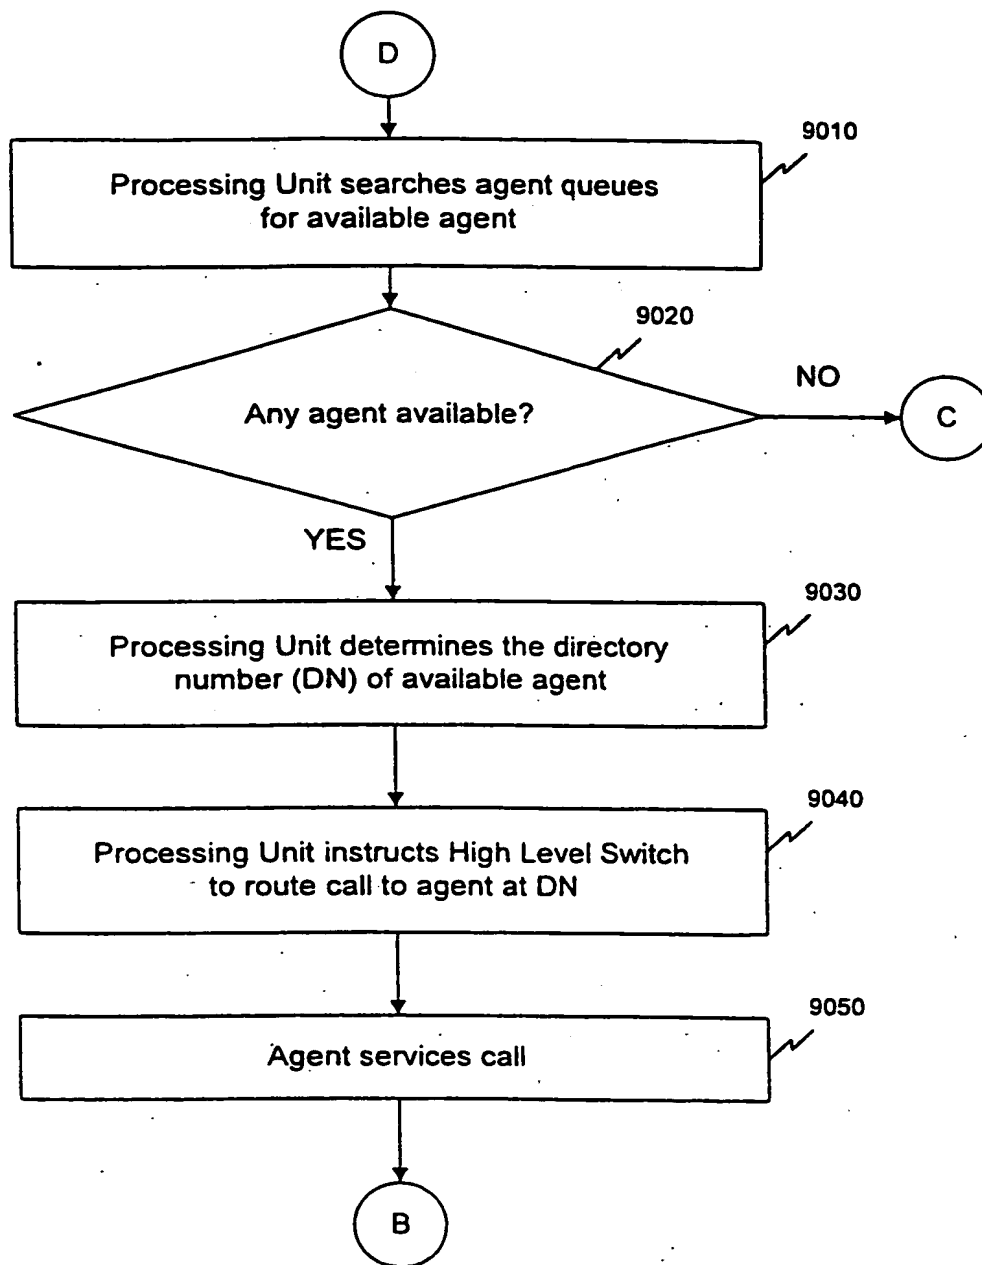 D
9010
Processing Unit searches agent queues
for available agent
9020
Any agent available?
NO
C
YES
9030
Processing Unit determines the directory
number (DN) of available agent
9040
Processing Unit instructs High Level Switch
to route call to agent at DN
9050
Agent services call
B